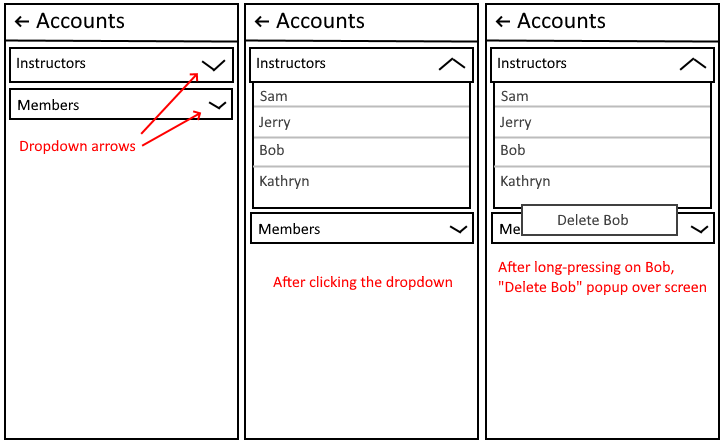 ← Accounts
Instructors
Members
Dropdown arrows
← Accounts
Instructors
Sam
Jerry
Bob
Kathryn
Members
After clicking the dropdown
← Accounts
Instructors
Sam
Jerry
Bob
Kathryn
Delete Bob
After long-pressing on Bob,
"Delete Bob" popup over screen